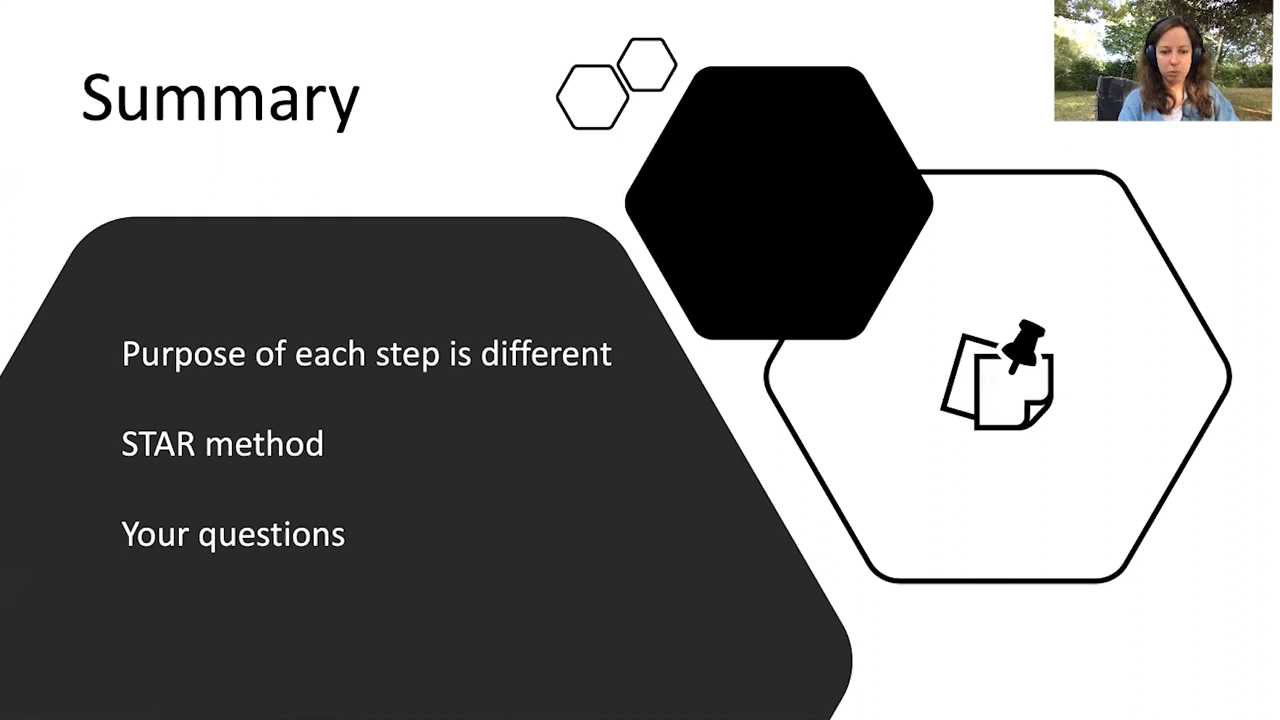 Summary
Purpose of each step is different
STAR method
Your questions